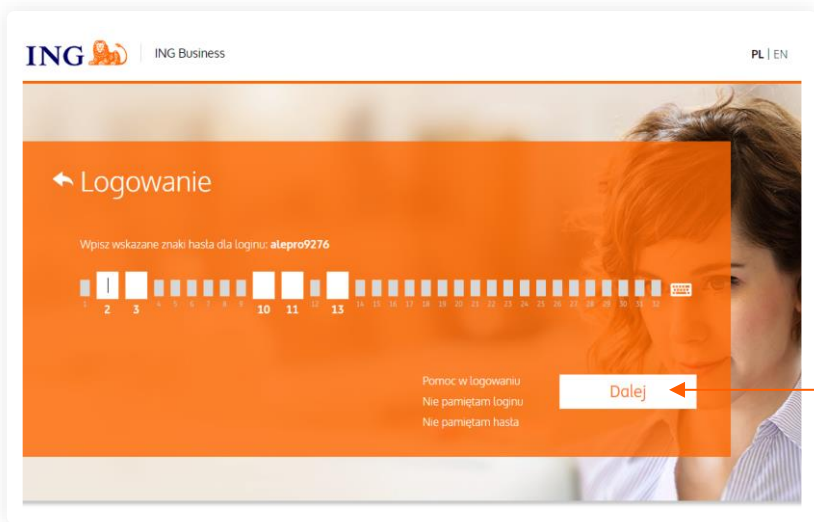 ING ING Business PL | EN
Logowanie
Wpisz wskazane znaki hasła dla loginu: alepro9276
1 2 3 4 5 6 7 8 9 10 11 12 13 14 15 16 17 18 19 20 21 22 23 24 25 26 27 28 29 30 31 32
Pomoc w logowaniu
Nie pamiętam loginu
Nie pamiętam hasła
Dalej